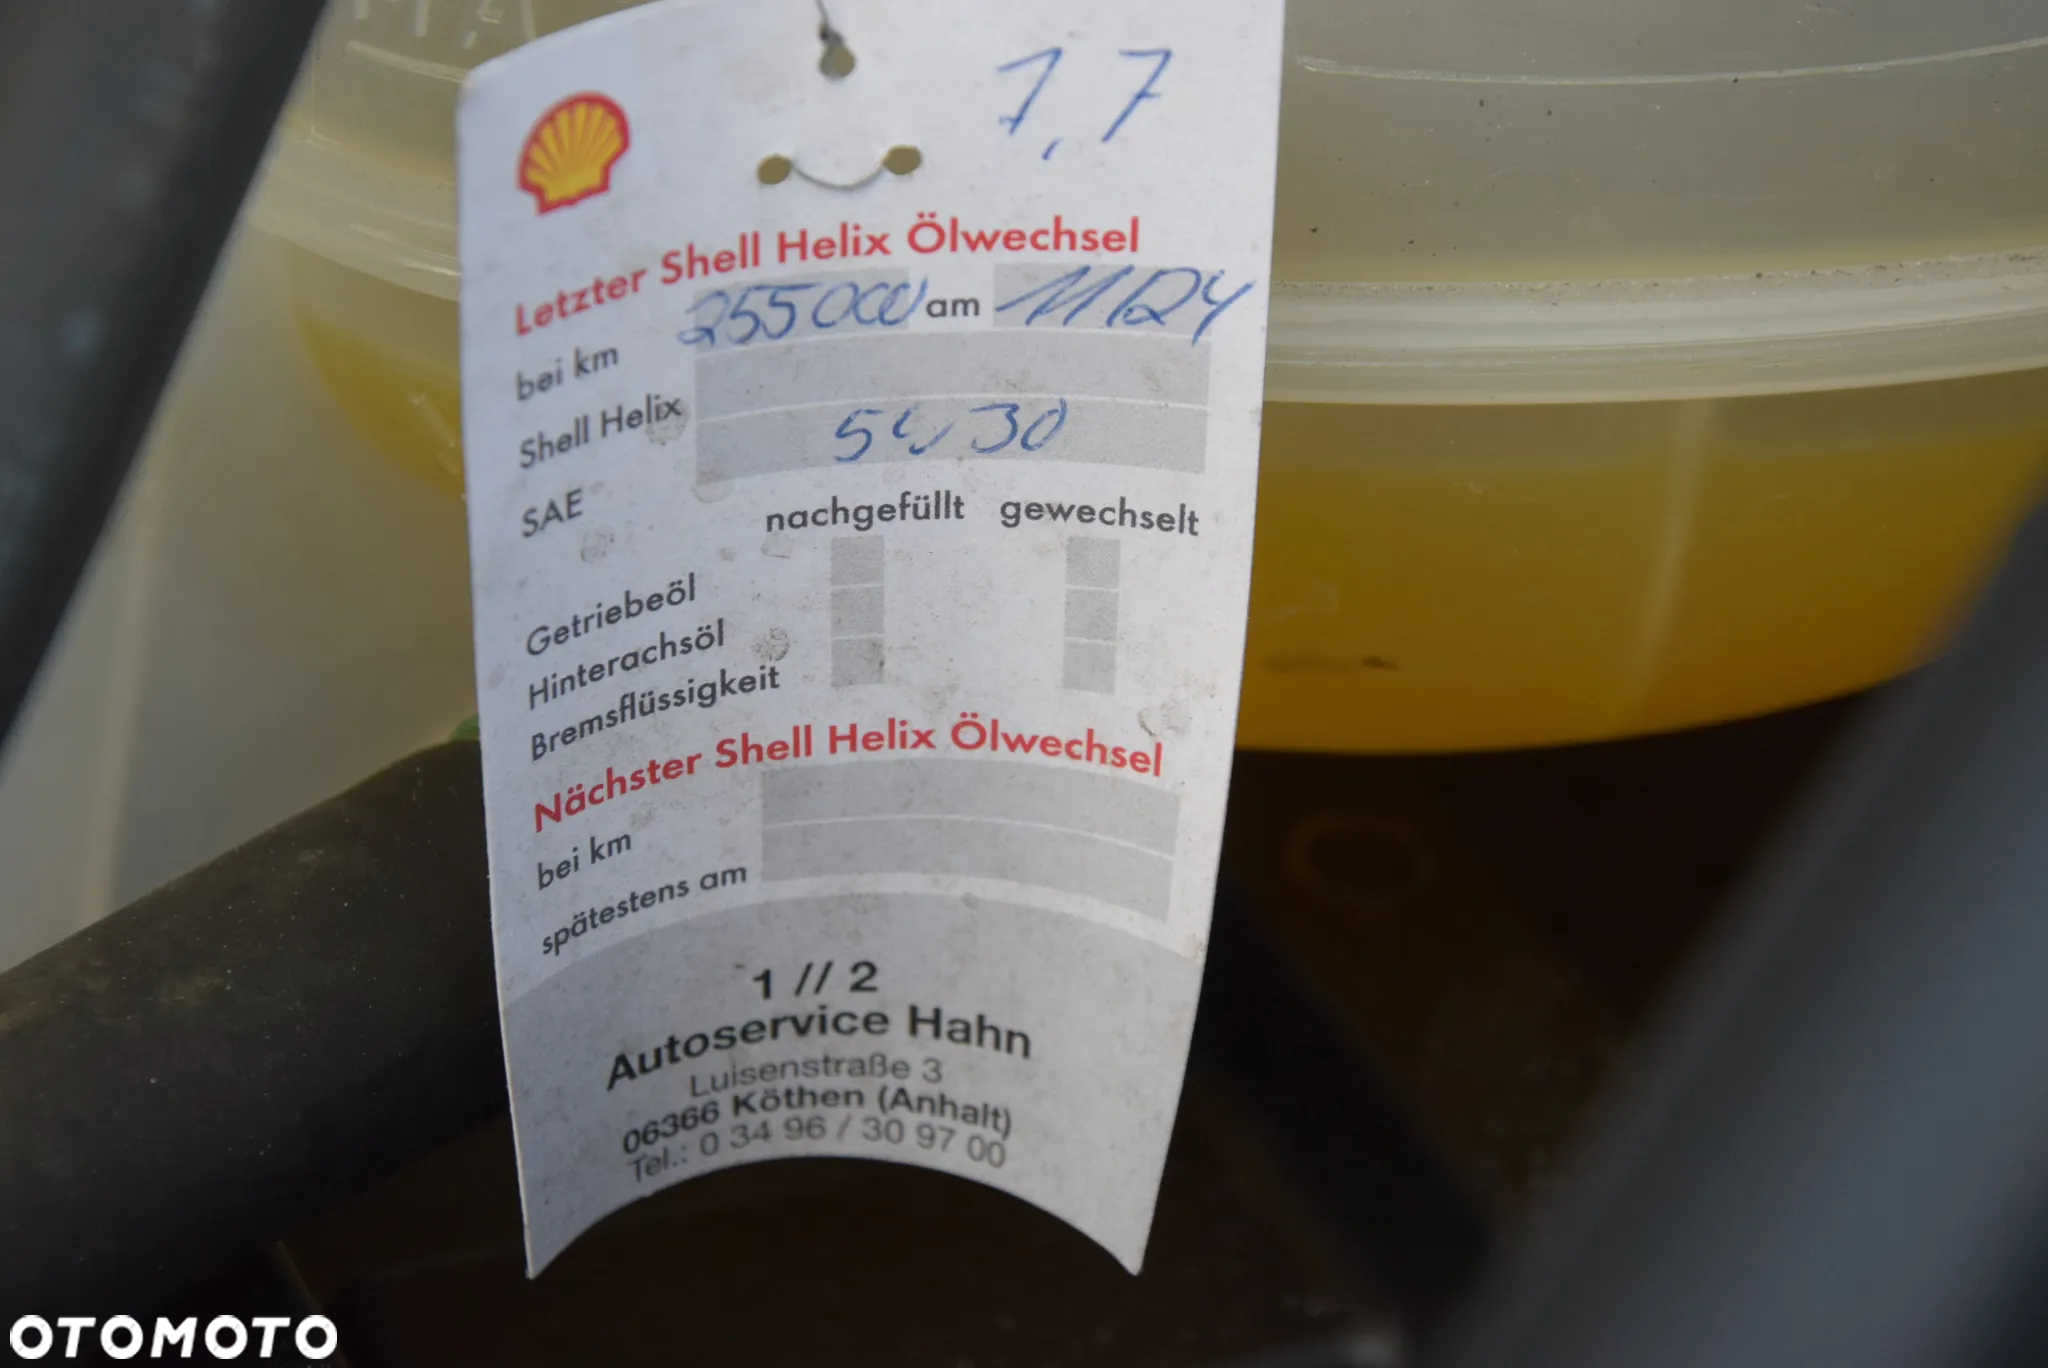 7,7
Letzter Shell Helix Ölwechsel
bei km 255000 am 11/24
Shell Helix
SAE 5W30
nachgefüllt gewechselt
Getriebeöl
Hinterachsöl
Bremsflüssigkeit
Nächster Shell Helix Ölwechsel
bei km
spätestens am
1 // 2
Autoservice Hahn
Luisenstraße 3
06366 Köthen (Anhalt)
Tel.: 0 34 96 / 30 97 00
OTOMOTO